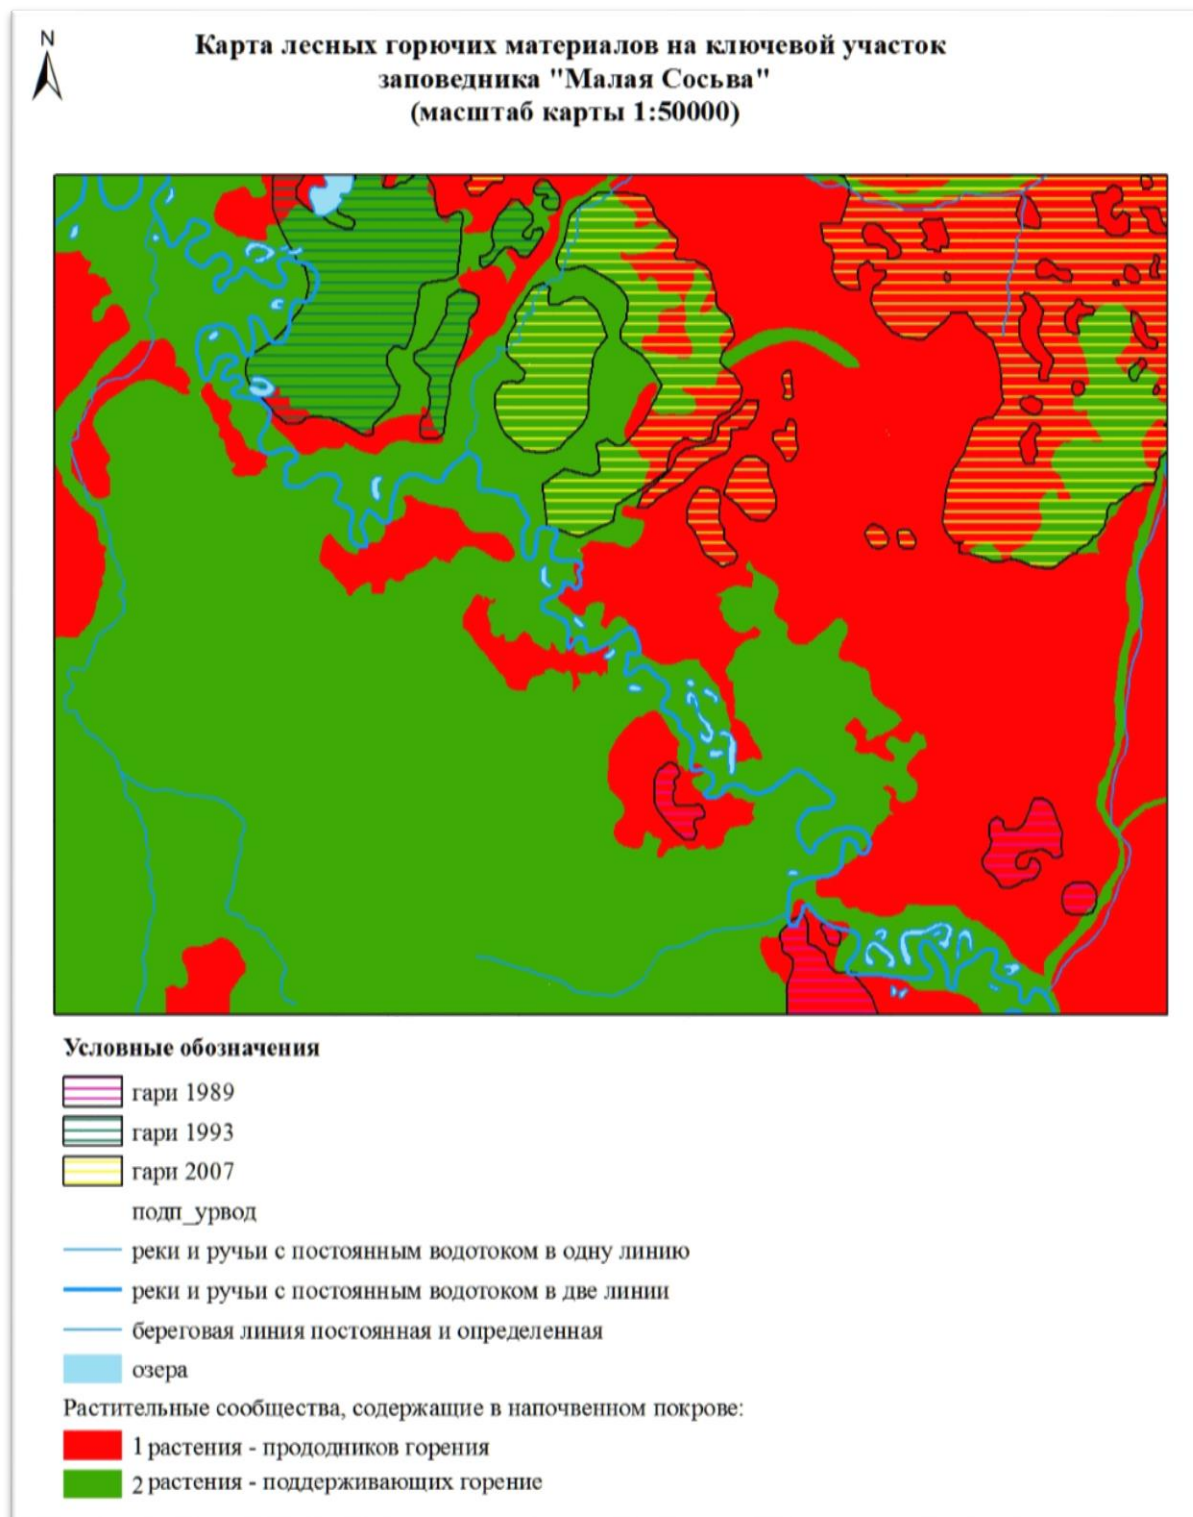 N
Карта лесных горючих материалов на ключевой участок
заповедника "Малая Сосьва"
(масштаб карты 1:50000)
Условные обозначения
гари 1989
гари 1993
гари 2007
подп_урвод
реки и ручьи с постоянным водотоком в одну линию
реки и ручьи с постоянным водотоком в две линии
береговая линия постоянная и определенная
озера
Растительные сообщества, содержащие в напочвенном покрове:
1 растения - прододников горения
2 растения - поддерживающих горение